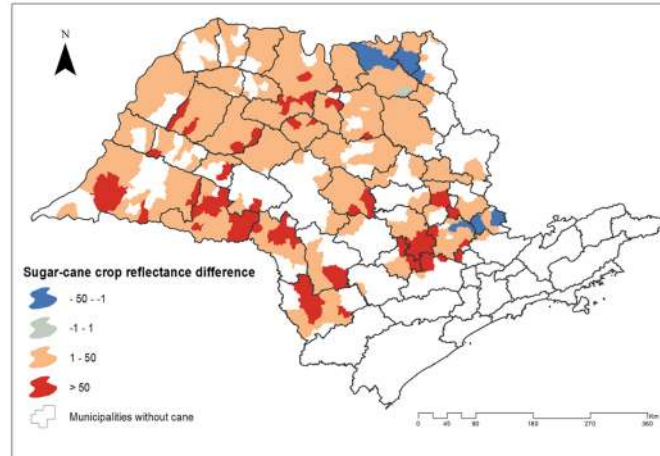 N
Sugar-cane crop reflectance difference
- 50 - -1
-1 - 1
1 - 50
> 50
Municipalities without cane
Km
0 45 90 180 270 360